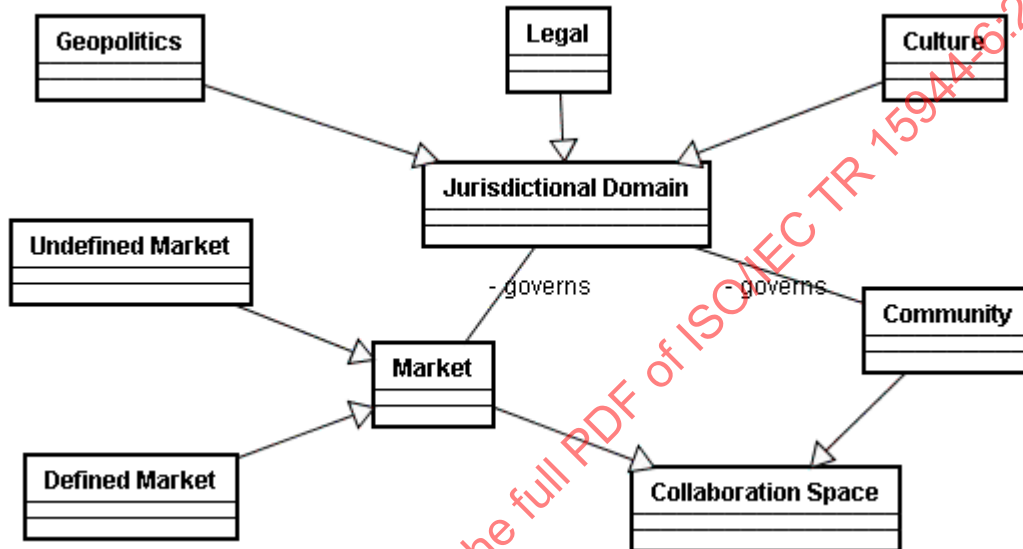 Geopolitics
Legal
Culture
Jurisdictional Domain
Undefined Market
- governs
- governs
Community
Market
Defined Market
Collaboration Space
he full PDF of ISO/IEC TR 15944-6:2